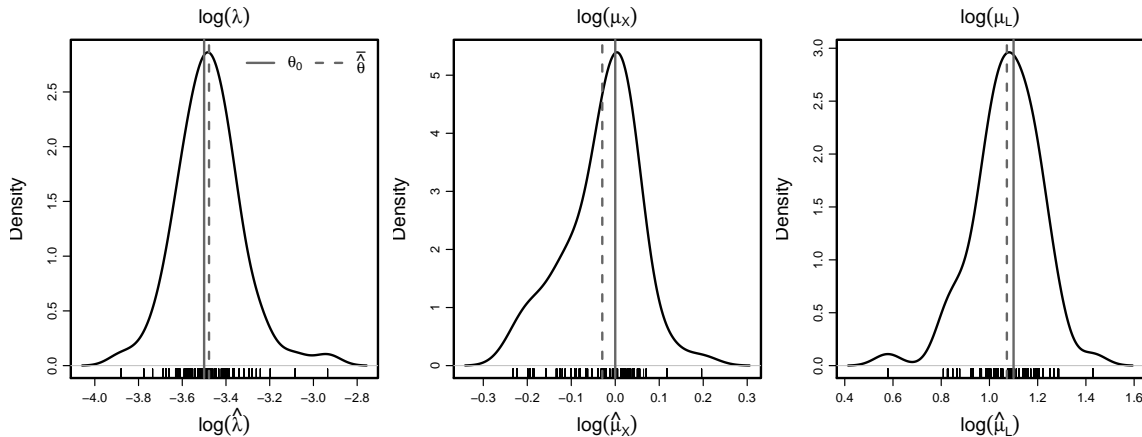 log(λ) log(μ_X) log(μ_L)
θ₀ θ̂̅
Density Density Density
0.0 0.5 1.0 1.5 2.0 2.5
0 1 2 3 4 5
0.0 0.5 1.0 1.5 2.0 2.5 3.0
−4.0 −3.8 −3.6 −3.4 −3.2 −3.0 −2.8
−0.3 −0.2 −0.1 0.0 0.1 0.2 0.3
0.4 0.6 0.8 1.0 1.2 1.4 1.6
log(λ̂) log(μ̂_X) log(μ̂_L)